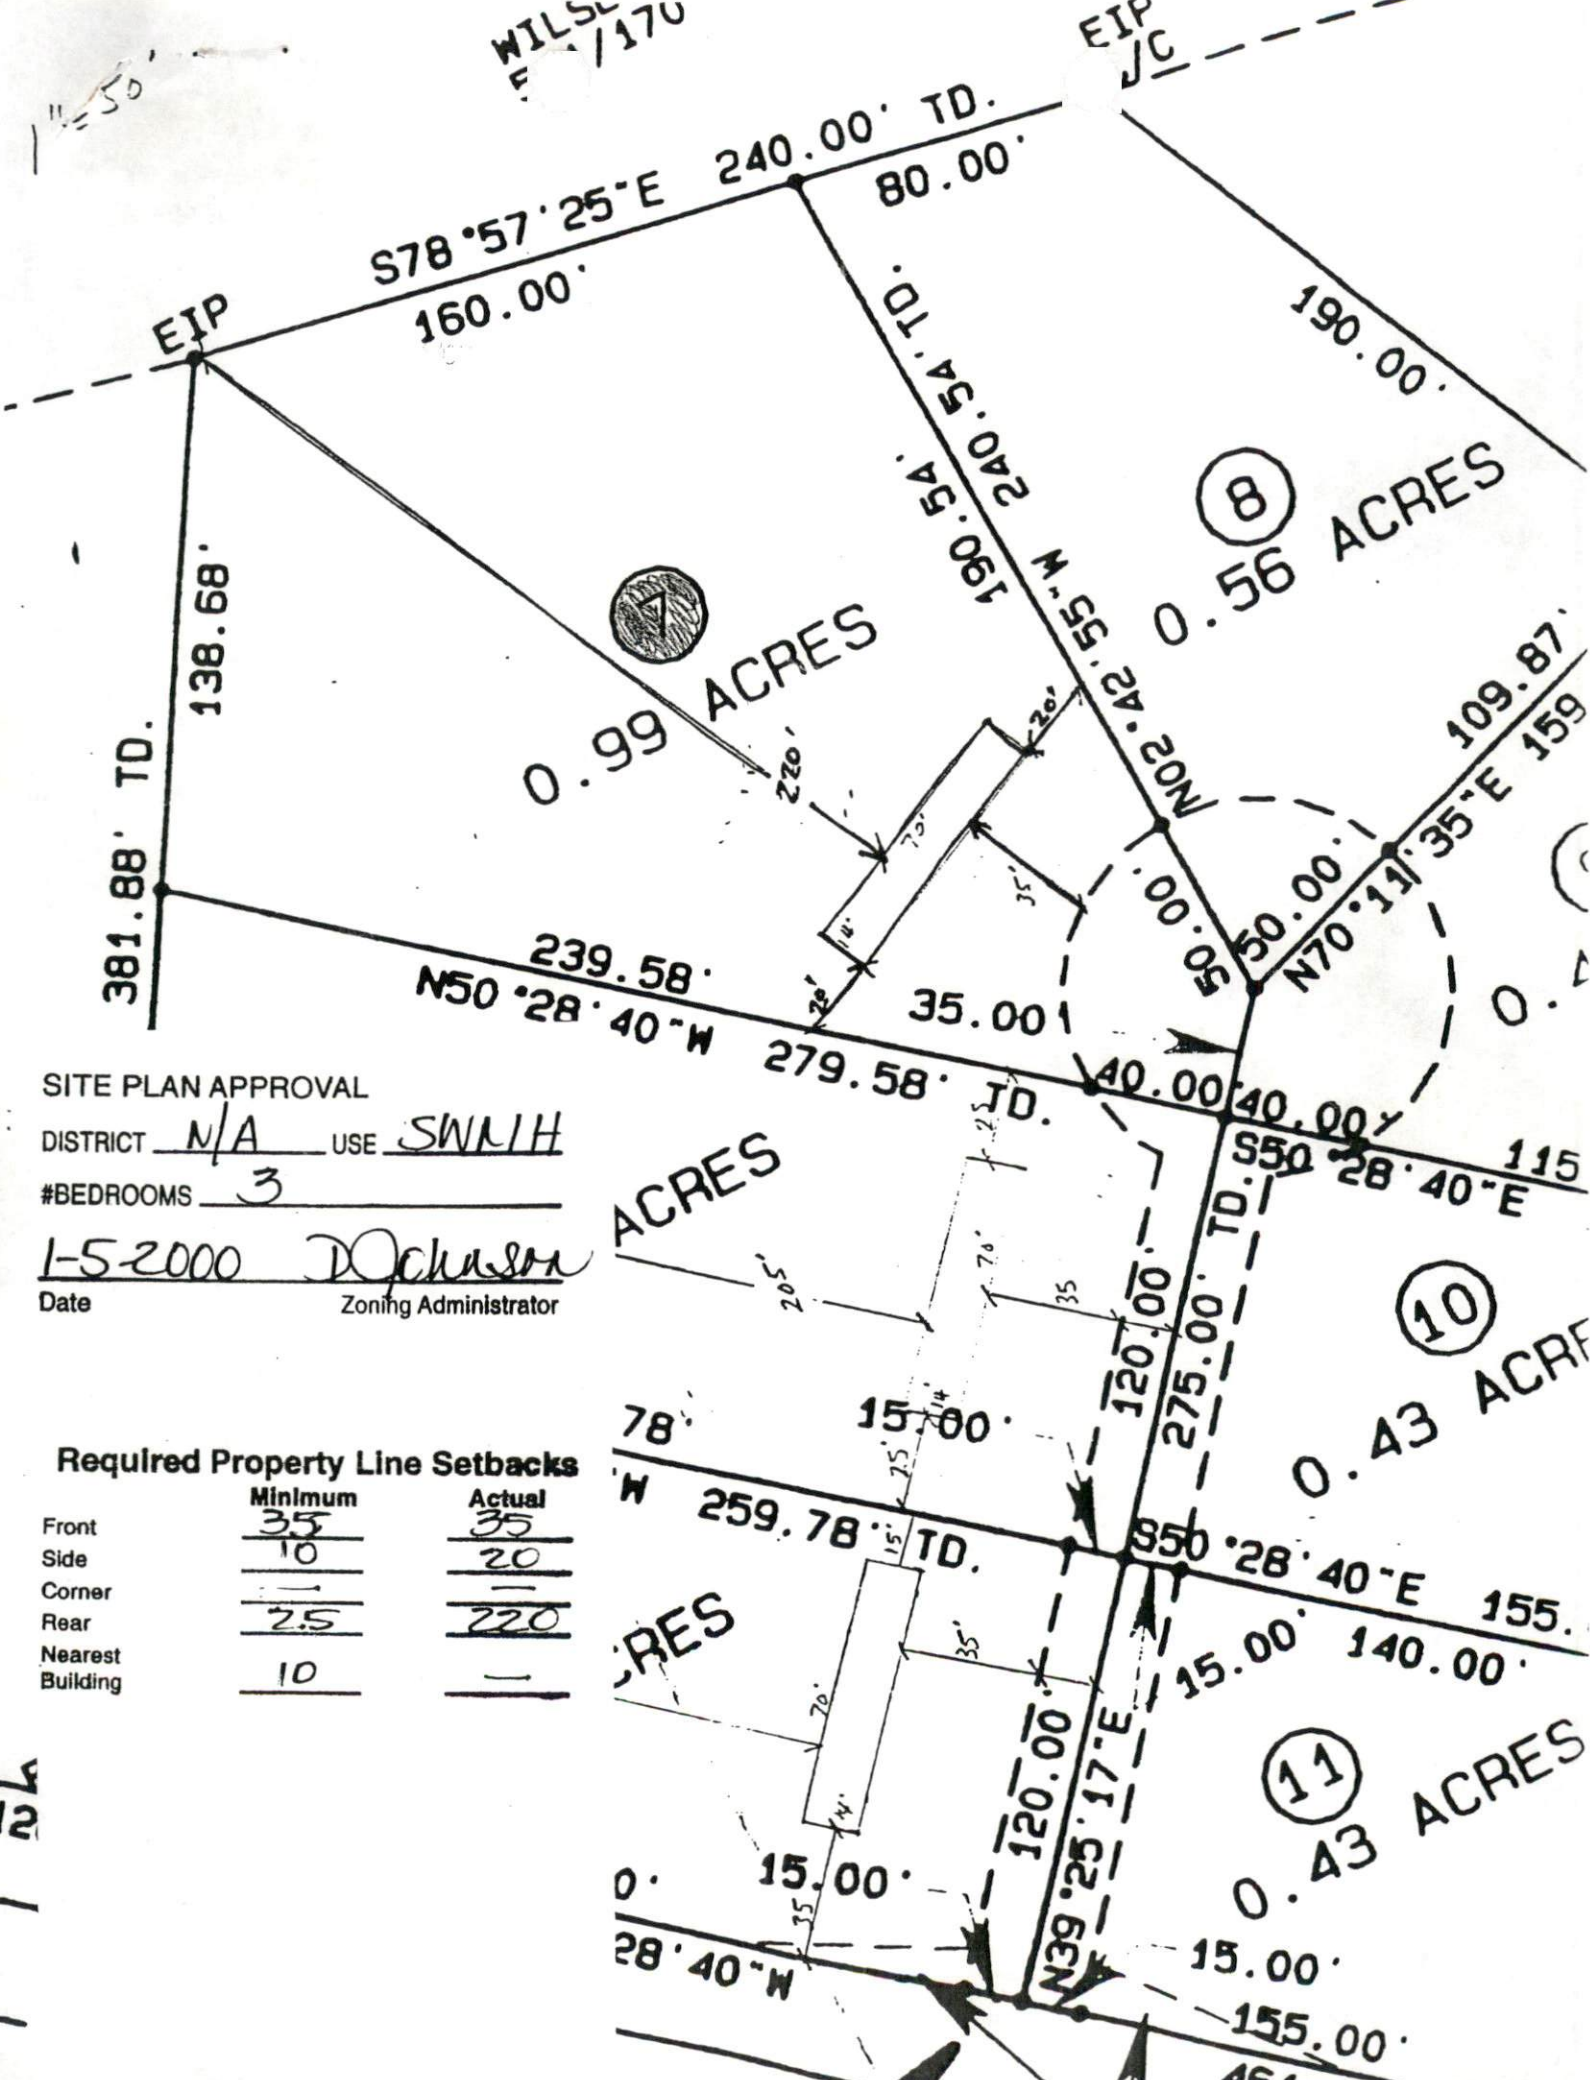 1"=50'
/170
EIP
/C
240.00' TD.
80.00'
S78°57'25"E
160.00'
EIP
190.00'
240.54' TD.
190.54'
8
0.56 ACRES
138.68'
7
0.99 ACRES
N02°42'55"W
20'
220'
70'
35'
14'
20'
109.87'
159
N70°11'35"E
50.00'
50.00'
381.88' TD.
239.58'
N50°28'40"W
35.00'
279.58' TD.
40.00'
40.00'
S50°28'40"E
115
SITE PLAN APPROVAL
DISTRICT N/A USE SWMH
#BEDROOMS 3
1-5-2000 DJohnson
Date Zoning Administrator
ACRES
25'
205'
70'
35
120.00'
275.00' TD.
10
0.43 ACRE
78'
15.00'
14'
25'
"W 259.78' TD.
15'
S50°28'40"E
155.
15.00'
140.00'
Required Property Line Setbacks
Minimum Actual
Front 35 35
Side 10 20
Corner — —
Rear 25 220
Nearest
Building 10 —
RES
35'
70'
14'
120.00'
N39°25'17"E
11
0.43 ACRES
0.
15.00'
35
28'40"W
15.00'
155.00'